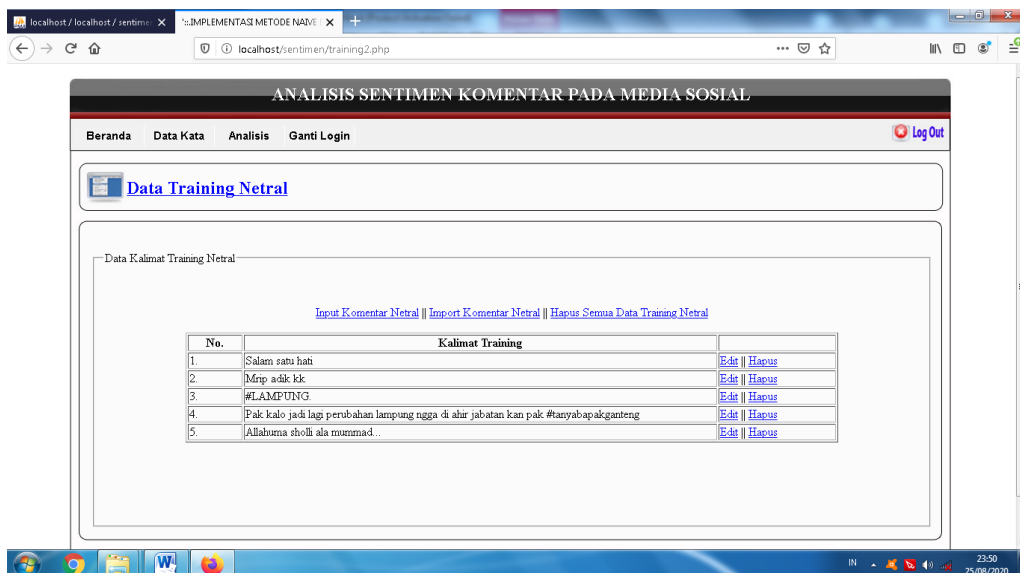 localhost / localhost / sentimen
'::.IMPLEMENTASI METODE NAIVE
localhost/sentimen/training2.php
ANALISIS SENTIMEN KOMENTAR PADA MEDIA SOSIAL
Beranda Data Kata Analisis Ganti Login Log Out
Data Training Netral
Data Kalimat Training Netral
Input Komentar Netral || Import Komentar Netral || Hapus Semua Data Training Netral
No. Kalimat Training
1. Salam satu hati Edit || Hapus
2. Mrip adik kk Edit || Hapus
3. #LAMPUNG. Edit || Hapus
4. Pak kalo jadi lagi perubahan lampung ngga di ahir jabatan kan pak #tanyabapakganteng Edit || Hapus
5. Allahuma sholli ala mummad... Edit || Hapus
IN 23:50
25/08/2020